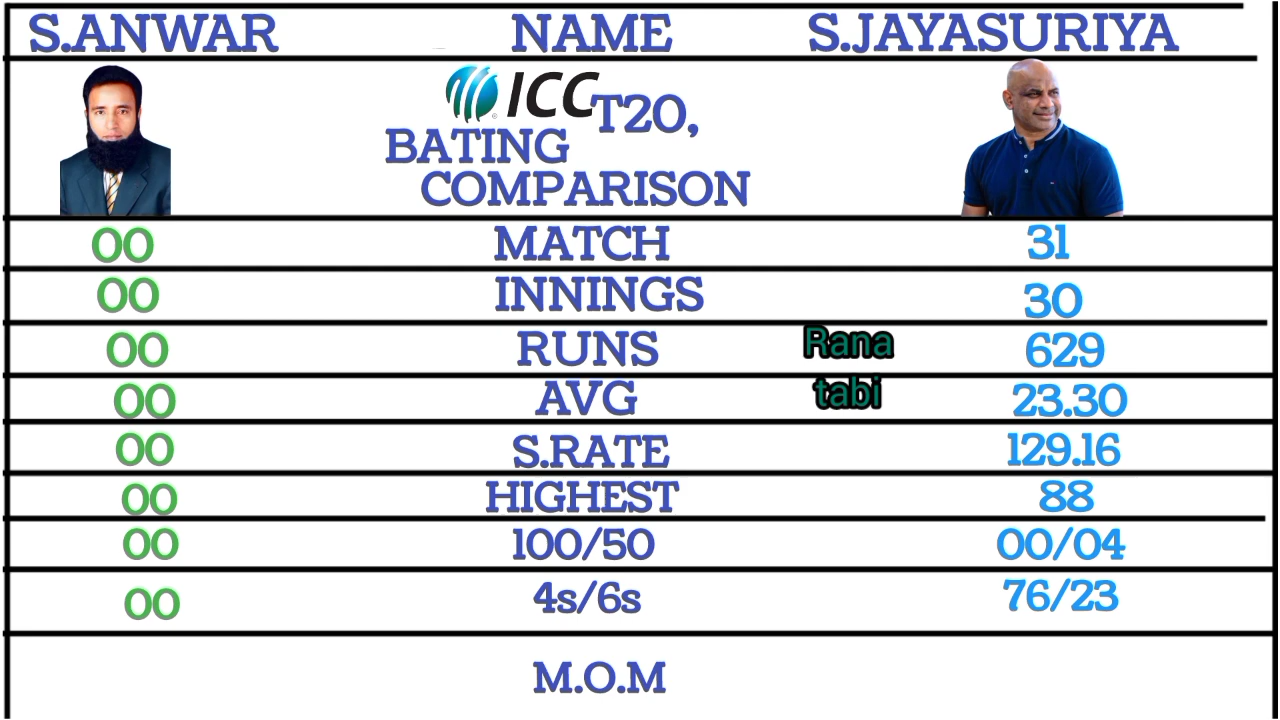 S.ANWAR NAME S.JAYASURIYA
ICC T20,
BATING
COMPARISON
00 MATCH 31
00 INNINGS 30
00 RUNS Rana 629
00 AVG tabi 23.30
00 S.RATE 129.16
00 HIGHEST 88
00 100/50 00/04
00 4s/6s 76/23
M.O.M